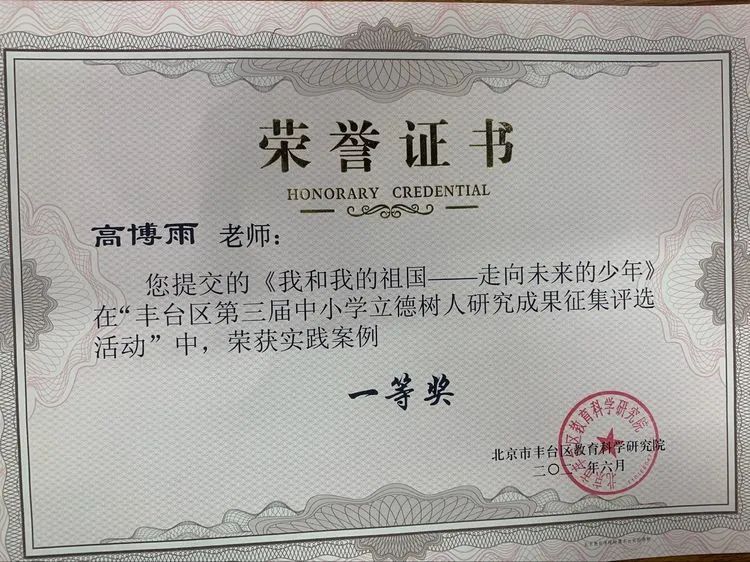 荣誉证书
HONORARY CREDENTIAL
高博雨 老师：
您提交的《我和我的祖国——走向未来的少年》
在“丰台区第三届中小学立德树人研究成果征集评选
活动”中，荣获实践案例
一等奖
北京市丰台区教育科学研究院
六月